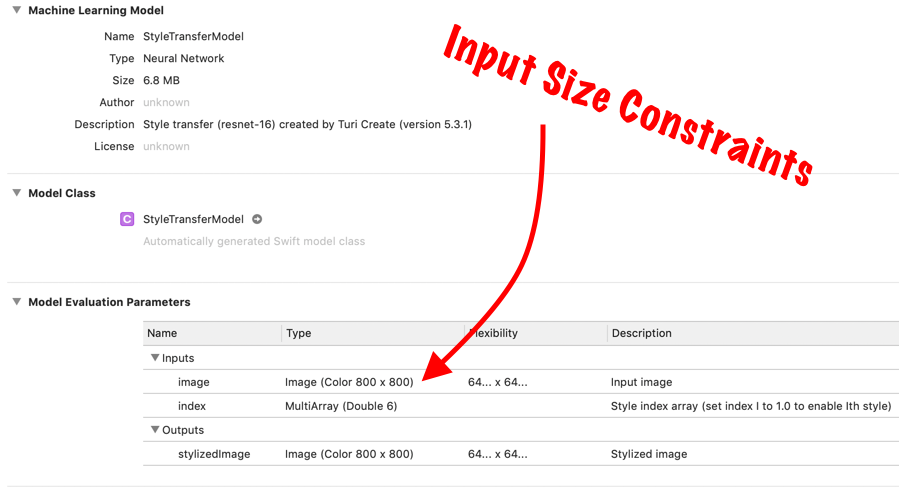 Machine Learning Model
Name StyleTransferModel
Type Neural Network
Size 6.8 MB
Author unknown
Description Style transfer (resnet-16) created by Turi Create (version 5.3.1)
License unknown
Input Size Constraints
Model Class
C StyleTransferModel
Automatically generated Swift model class
Model Evaluation Parameters
Name Type Flexibility Description
Inputs
image Image (Color 800 x 800) 64... x 64... Input image
index MultiArray (Double 6) Style index array (set index I to 1.0 to enable Ith style)
Outputs
stylizedImage Image (Color 800 x 800) 64... x 64... Stylized image